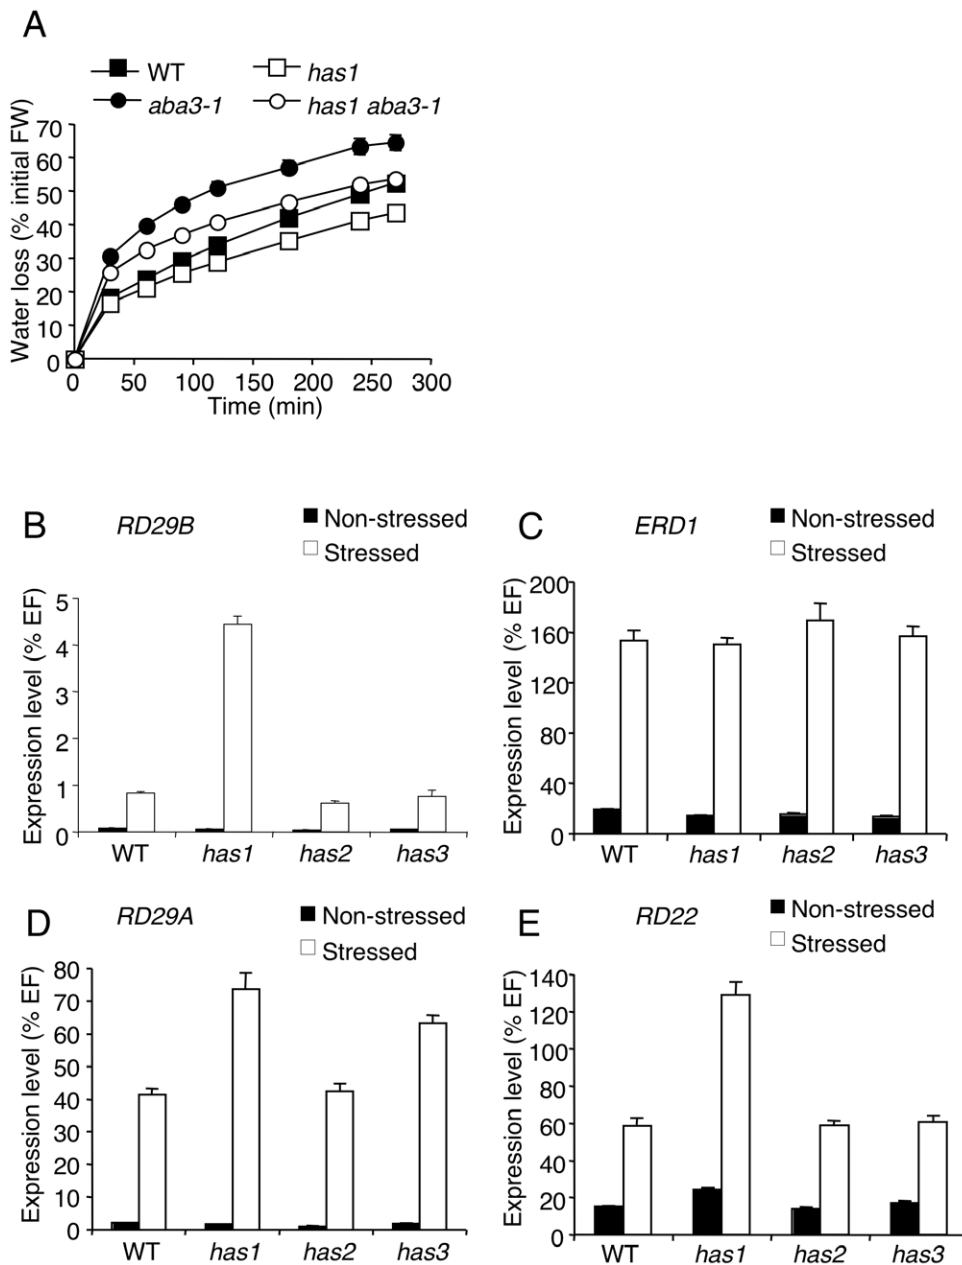 A
WT
has1
aba3-1
has1 aba3-1
Water loss (% initial FW)
70
60
50
40
30
20
10
0
0 50 100 150 200 250 300
Time (min)
B
RD29B
Non-stressed
Stressed
Expression level (% EF)
5
4
3
2
1
0
WT has1 has2 has3
C
ERD1
Non-stressed
Stressed
Expression level (% EF)
200
160
120
80
40
0
WT has1 has2 has3
D
RD29A
Non-stressed
Stressed
Expression level (% EF)
80
70
60
50
40
30
20
10
0
WT has1 has2 has3
E
RD22
Non-stressed
Stressed
Expression level (% EF)
140
120
100
80
60
40
20
0
WT has1 has2 has3